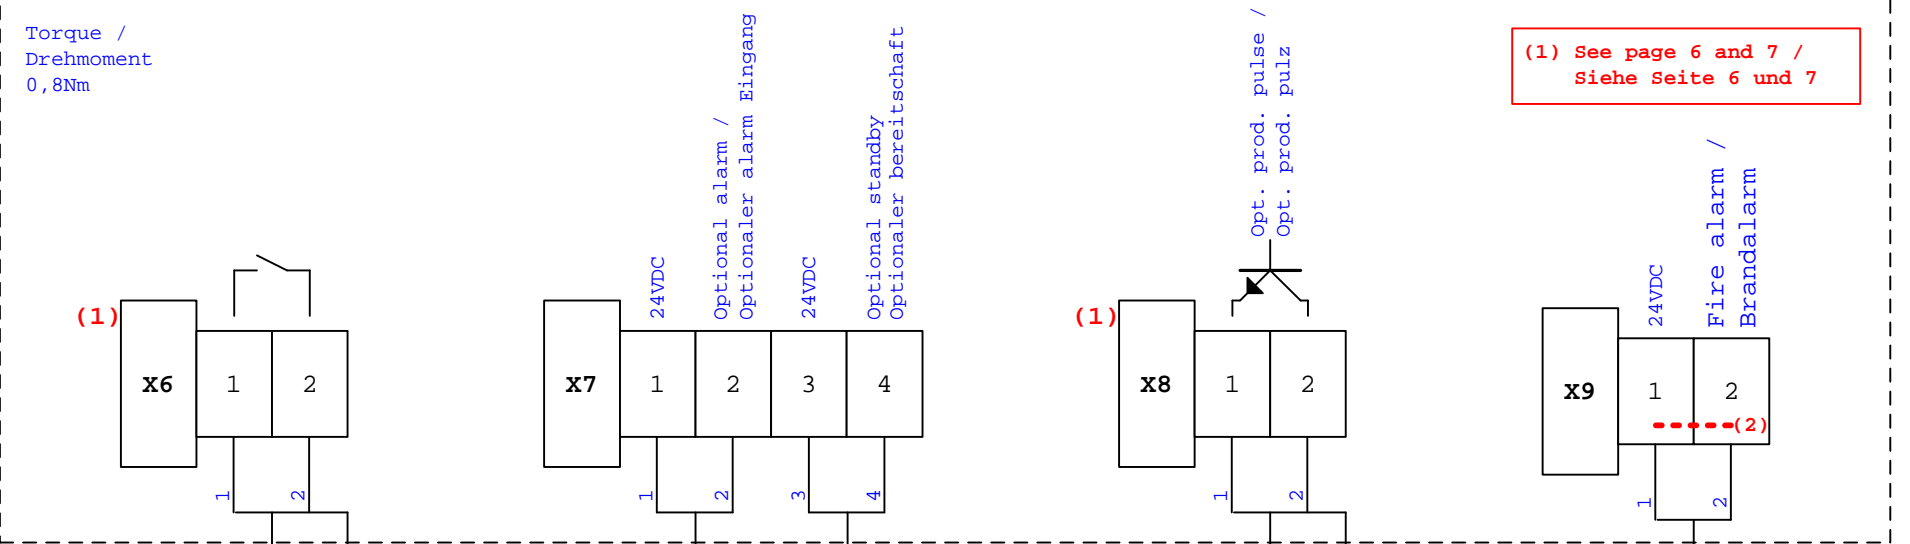 Torque /
Drehmoment
0,8Nm
(1) See page 6 and 7 /
Siehe Seite 6 und 7
(1)
X6
1
2
1
2
24VDC
Optional alarm /
Optionaler alarm Eingang
24VDC
Optional standby
Optionaler bereitschaft
X7
1
2
3
4
1
2
3
4
Opt. prod. pulse /
Opt. prod. pulz
(1)
X8
1
2
1
2
24VDC
Fire alarm /
Brandalarm
X9
1
2
(2)
1
2